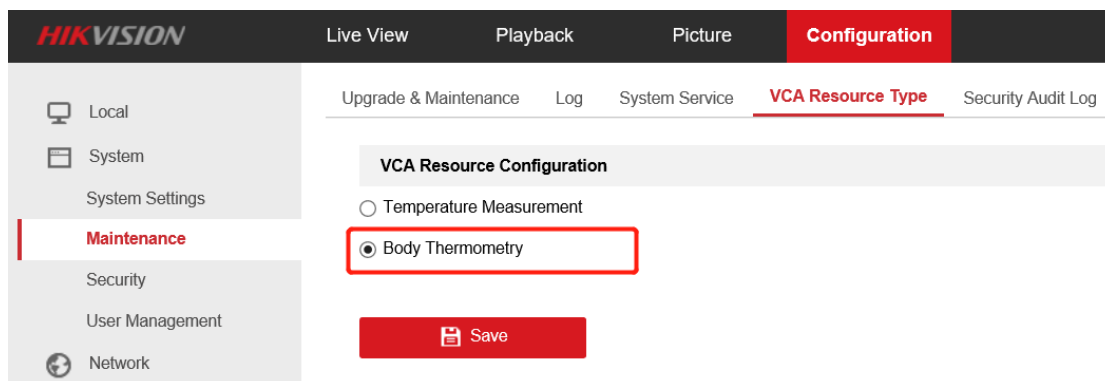 HIKVISION Live View Playback Picture Configuration
Upgrade & Maintenance Log System Service VCA Resource Type Security Audit Log
Local
System
System Settings
Maintenance
Security
User Management
Network
VCA Resource Configuration
Temperature Measurement
Body Thermometry
Save